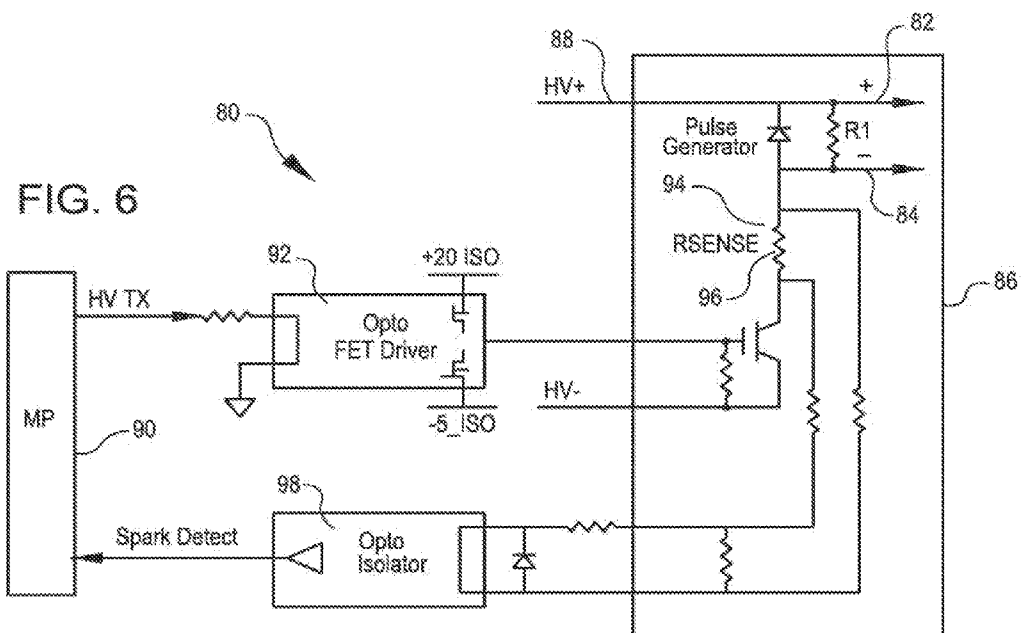 88
82
HV+
+
80
Pulse
Generator
R1
–
FIG. 6
94
84
RSENSE
+20 ISO
92
96
86
HV TX
Opto
FET Driver
HV-
-5_ISO
MP
90
98
Spark Detect
Opto
Isolator